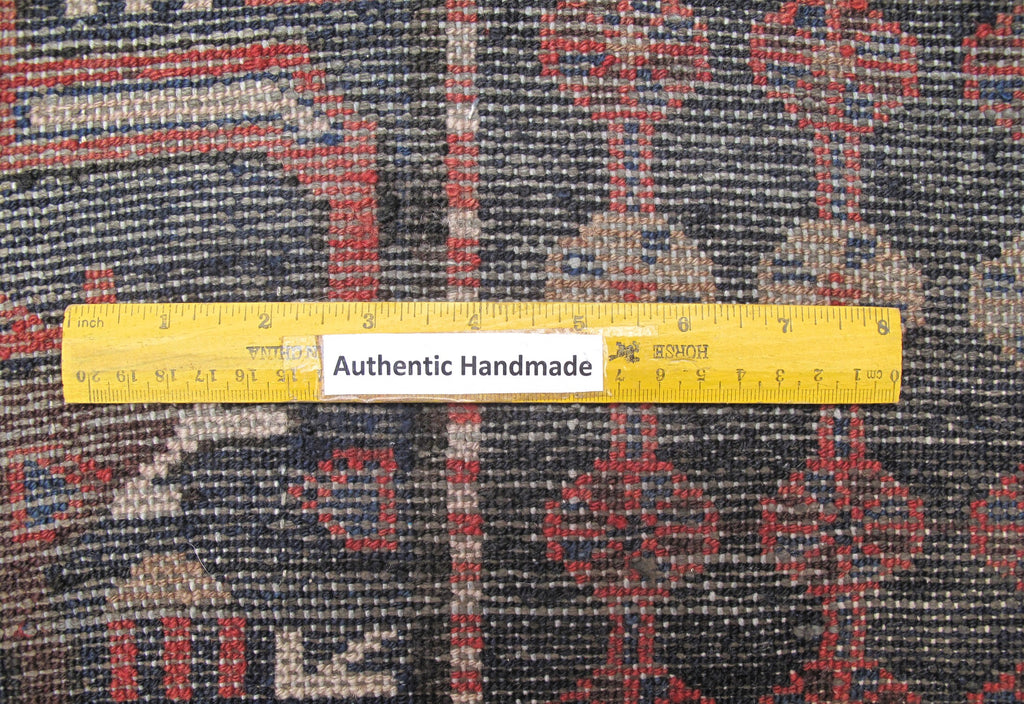 inch 1 2 3 4 5 6 7 8
Authentic Handmade
HORSE
CHINA
20 19 18 17 16 15 7 6 5 4 3 2 1 cm 0